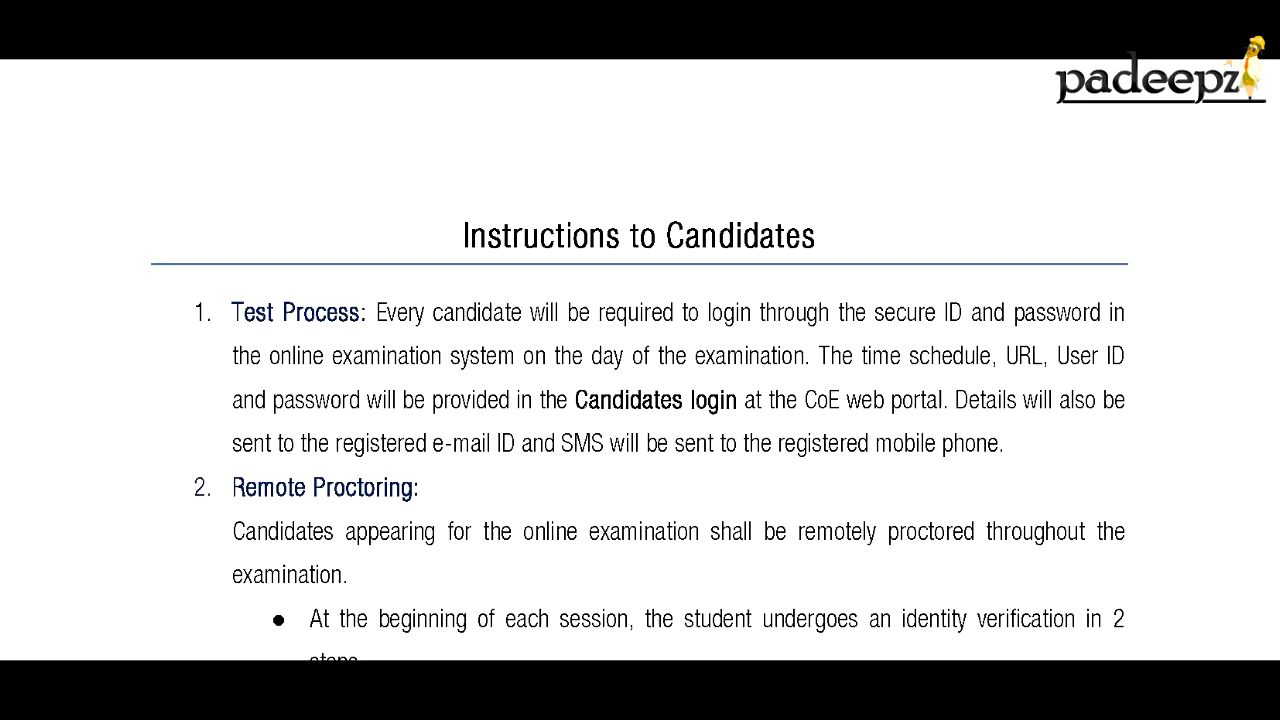 padeepz
Instructions to Candidates
1. Test Process: Every candidate will be required to login through the secure ID and password in
the online examination system on the day of the examination. The time schedule, URL, User ID
and password will be provided in the Candidates login at the CoE web portal. Details will also be
sent to the registered e-mail ID and SMS will be sent to the registered mobile phone.
2. Remote Proctoring:
Candidates appearing for the online examination shall be remotely proctored throughout the
examination.
● At the beginning of each session, the student undergoes an identity verification in 2
steps